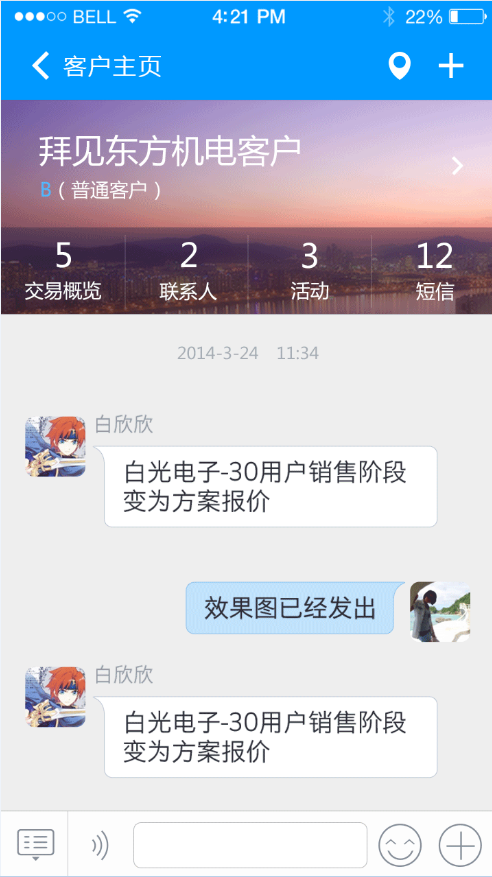 BELL 4:21 PM 22%
客户主页
拜见东方机电客户
B（普通客户）
5 2 3 12
交易概览 联系人 活动 短信
2014-3-24 11:34
白欣欣
白光电子-30用户销售阶段
变为方案报价
效果图已经发出
白欣欣
白光电子-30用户销售阶段
变为方案报价